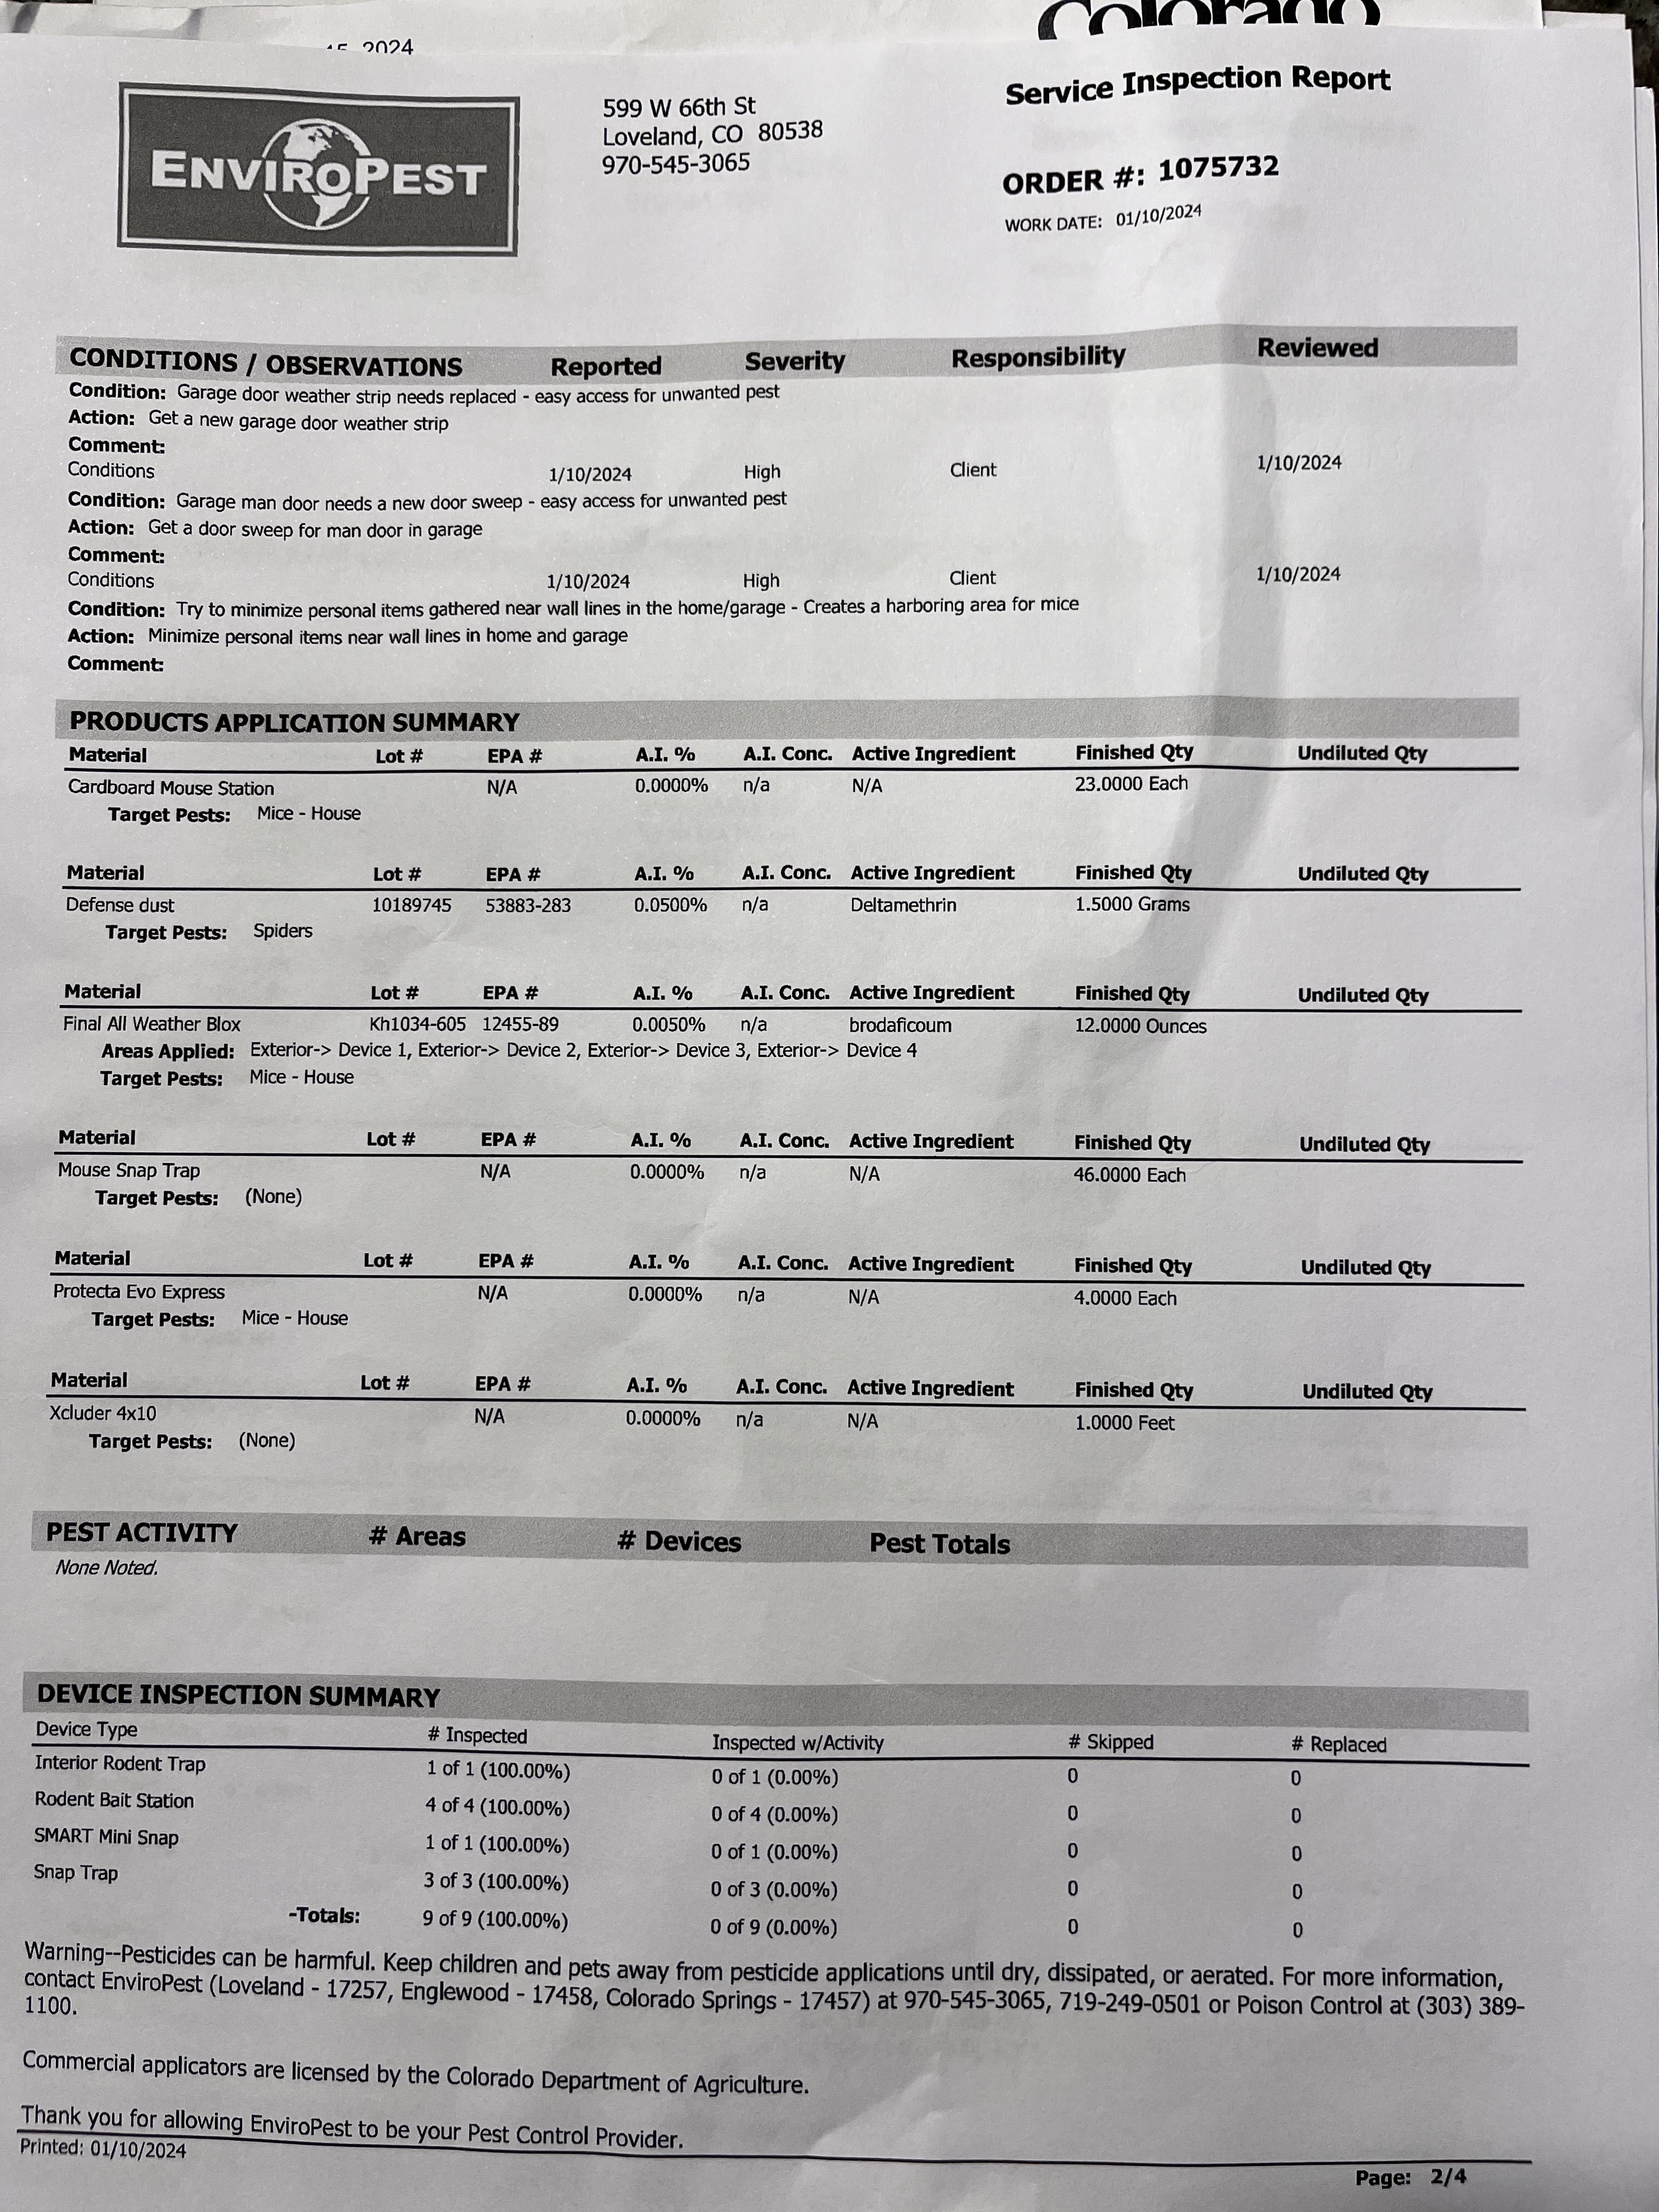 Colorado
2024
ENVIROPEST
599 W 66th St
Loveland, CO 80538
970-545-3065
Service Inspection Report
ORDER #: 1075732
WORK DATE: 01/10/2024
CONDITIONS / OBSERVATIONS Reported Severity Responsibility Reviewed
Condition: Garage door weather strip needs replaced - easy access for unwanted pest
Action: Get a new garage door weather strip
Comment:
Conditions 1/10/2024 High Client 1/10/2024
Condition: Garage man door needs a new door sweep - easy access for unwanted pest
Action: Get a door sweep for man door in garage
Comment:
Conditions 1/10/2024 High Client 1/10/2024
Condition: Try to minimize personal items gathered near wall lines in the home/garage - Creates a harboring area for mice
Action: Minimize personal items near wall lines in home and garage
Comment:
PRODUCTS APPLICATION SUMMARY
Material Lot # EPA # A.I. % A.I. Conc. Active Ingredient Finished Qty Undiluted Qty
Cardboard Mouse Station N/A 0.0000% n/a N/A 23.0000 Each
Target Pests: Mice - House
Material Lot # EPA # A.I. % A.I. Conc. Active Ingredient Finished Qty Undiluted Qty
Defense dust 10189745 53883-283 0.0500% n/a Deltamethrin 1.5000 Grams
Target Pests: Spiders
Material Lot # EPA # A.I. % A.I. Conc. Active Ingredient Finished Qty Undiluted Qty
Final All Weather Blox Kh1034-605 12455-89 0.0050% n/a brodaficoum 12.0000 Ounces
Areas Applied: Exterior-> Device 1, Exterior-> Device 2, Exterior-> Device 3, Exterior-> Device 4
Target Pests: Mice - House
Material Lot # EPA # A.I. % A.I. Conc. Active Ingredient Finished Qty Undiluted Qty
Mouse Snap Trap N/A 0.0000% n/a N/A 46.0000 Each
Target Pests: (None)
Material Lot # EPA # A.I. % A.I. Conc. Active Ingredient Finished Qty Undiluted Qty
Protecta Evo Express N/A 0.0000% n/a N/A 4.0000 Each
Target Pests: Mice - House
Material Lot # EPA # A.I. % A.I. Conc. Active Ingredient Finished Qty Undiluted Qty
Xcluder 4x10 N/A 0.0000% n/a N/A 1.0000 Feet
Target Pests: (None)
PEST ACTIVITY # Areas # Devices Pest Totals
None Noted.
DEVICE INSPECTION SUMMARY
Device Type # Inspected Inspected w/Activity # Skipped # Replaced
Interior Rodent Trap 1 of 1 (100.00%) 0 of 1 (0.00%) 0 0
Rodent Bait Station 4 of 4 (100.00%) 0 of 4 (0.00%) 0 0
SMART Mini Snap 1 of 1 (100.00%) 0 of 1 (0.00%) 0 0
Snap Trap 3 of 3 (100.00%) 0 of 3 (0.00%) 0 0
-Totals: 9 of 9 (100.00%) 0 of 9 (0.00%) 0 0
Warning--Pesticides can be harmful. Keep children and pets away from pesticide applications until dry, dissipated, or aerated. For more information,
contact EnviroPest (Loveland - 17257, Englewood - 17458, Colorado Springs - 17457) at 970-545-3065, 719-249-0501 or Poison Control at (303) 389-
1100.
Commercial applicators are licensed by the Colorado Department of Agriculture.
Thank you for allowing EnviroPest to be your Pest Control Provider.
Printed: 01/10/2024
Page: 2/4